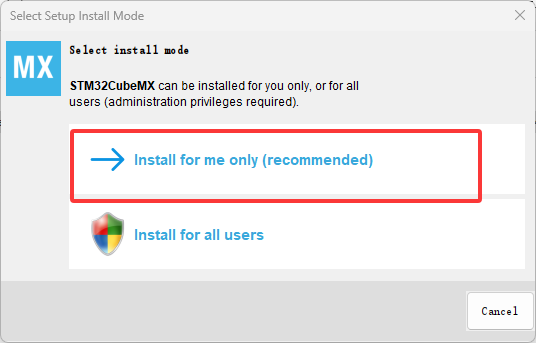 Select Setup Install Mode
MX
Select install mode
STM32CubeMX can be installed for you only, or for all
users (administration privileges required).
Install for me only (recommended)
Install for all users
Cancel